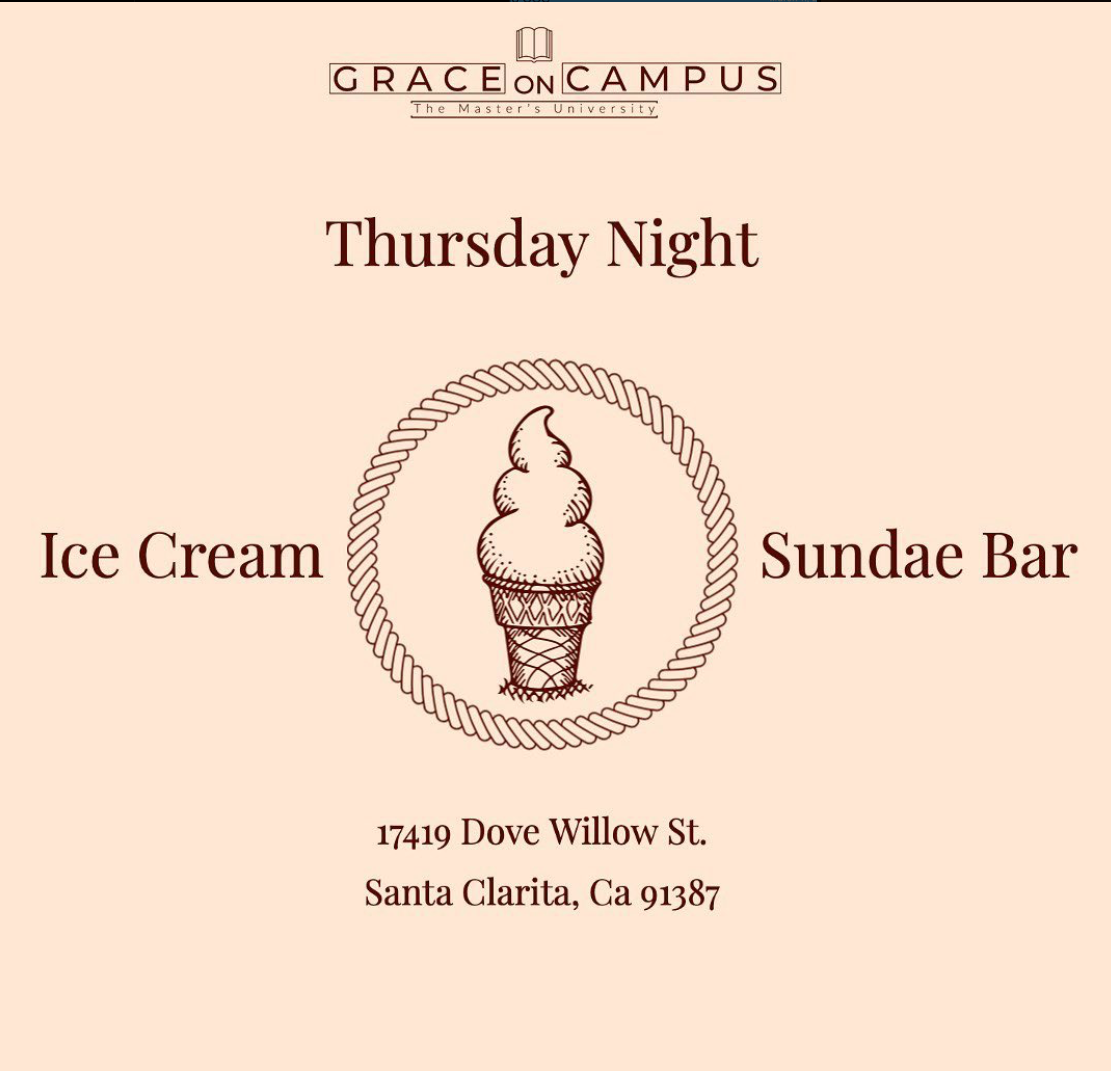 GRACE ON CAMPUS
The Master's University
Thursday Night
Ice Cream Sundae Bar
17419 Dove Willow St.
Santa Clarita, Ca 91387